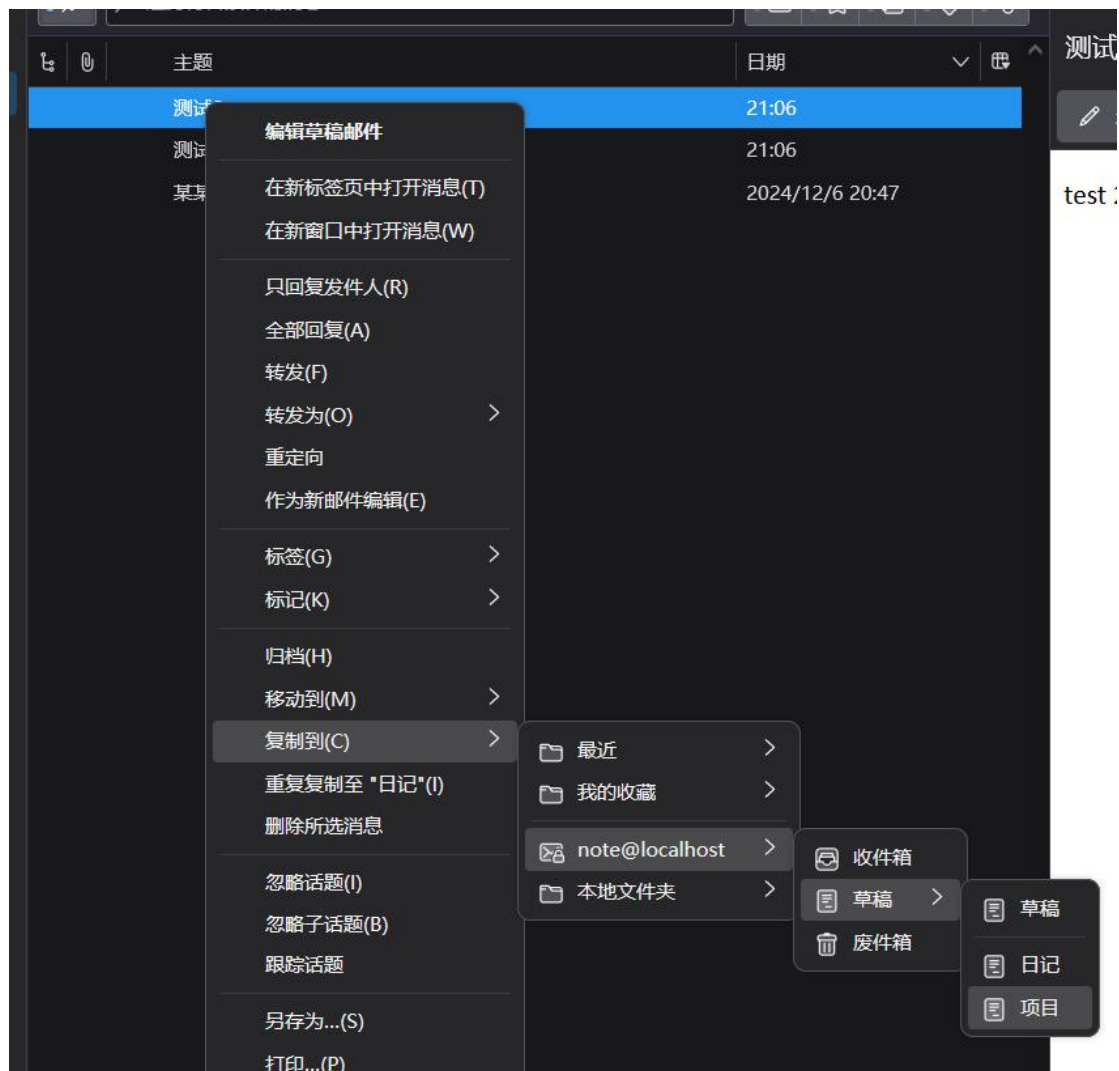 主题
日期
测试
21:06
测试
21:06
2024/12/6 20:47
编辑草稿邮件
在新标签页中打开消息(T)
在新窗口中打开消息(W)
只回复发件人(R)
全部回复(A)
转发(F)
转发为(O)
重定向
作为新邮件编辑(E)
标签(G)
标记(K)
归档(H)
移动到(M)
复制到(C)
重复复制至 "日记"(I)
删除所选消息
忽略话题(I)
忽略子话题(B)
跟踪话题
另存为...(S)
打印...(P)
最近
我的收藏
note@localhost
本地文件夹
收件箱
草稿
废件箱
草稿
日记
项目
测试
test